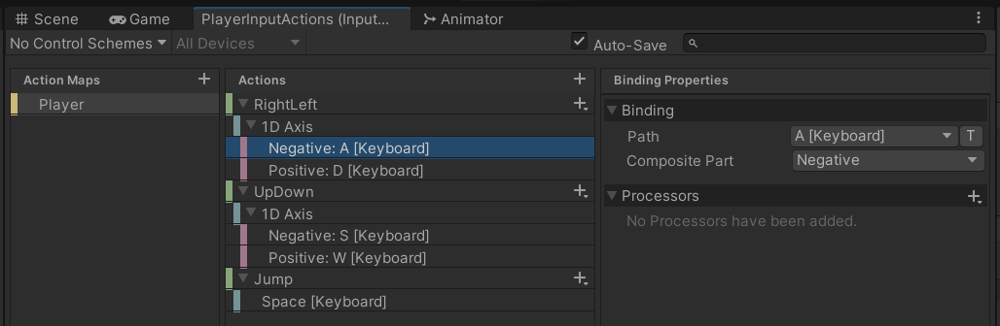 Scene Game PlayerInputActions (Input... Animator
No Control Schemes All Devices Auto-Save
Action Maps Actions Binding Properties
Player RightLeft Binding
1D Axis Path A [Keyboard] T
Negative: A [Keyboard] Composite Part Negative
Positive: D [Keyboard]
UpDown Processors
1D Axis No Processors have been added.
Negative: S [Keyboard]
Positive: W [Keyboard]
Jump
Space [Keyboard]